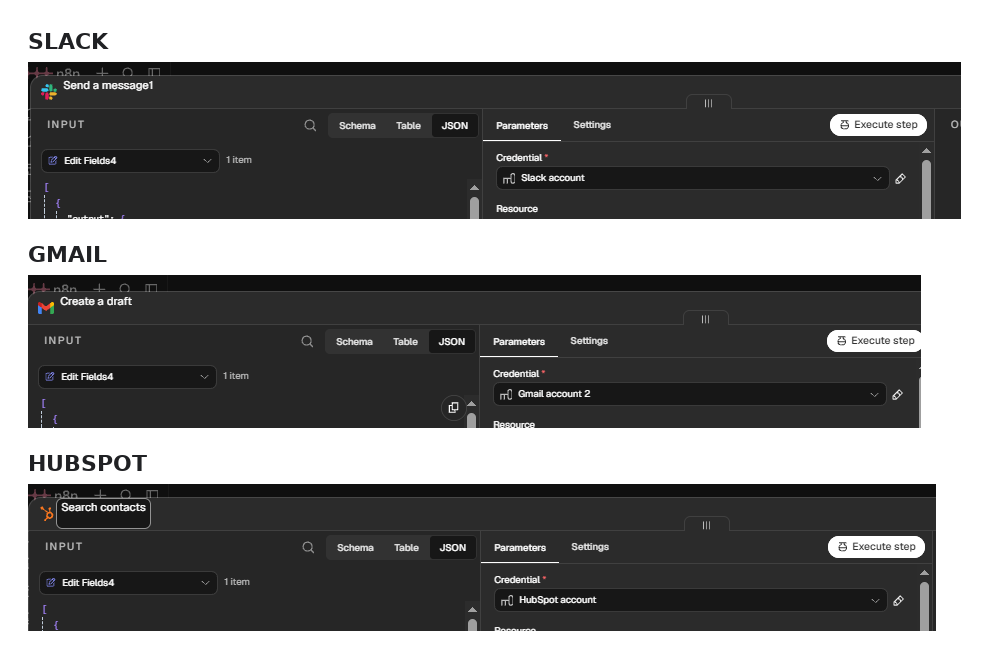 SLACK
n8n
Send a message1
INPUT Schema Table JSON Parameters Settings Execute step
Edit Fields4 1 item Credential *
Slack account
[
{
"output": {
Resource
GMAIL
n8n
Create a draft
INPUT Schema Table JSON Parameters Settings Execute step
Edit Fields4 1 item Credential *
Gmail account 2
[
{
Resource
HUBSPOT
n8n
Search contacts
INPUT Schema Table JSON Parameters Settings Execute step
Edit Fields4 1 item Credential *
HubSpot account
[
{
Resource